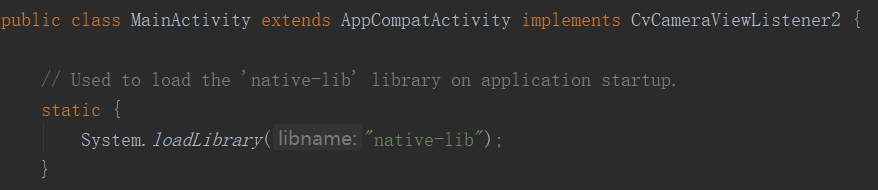 public class MainActivity extends AppCompatActivity implements CvCameraViewListener2 {
// Used to load the 'native-lib' library on application startup.
static {
System.loadLibrary( libname: "native-lib");
}